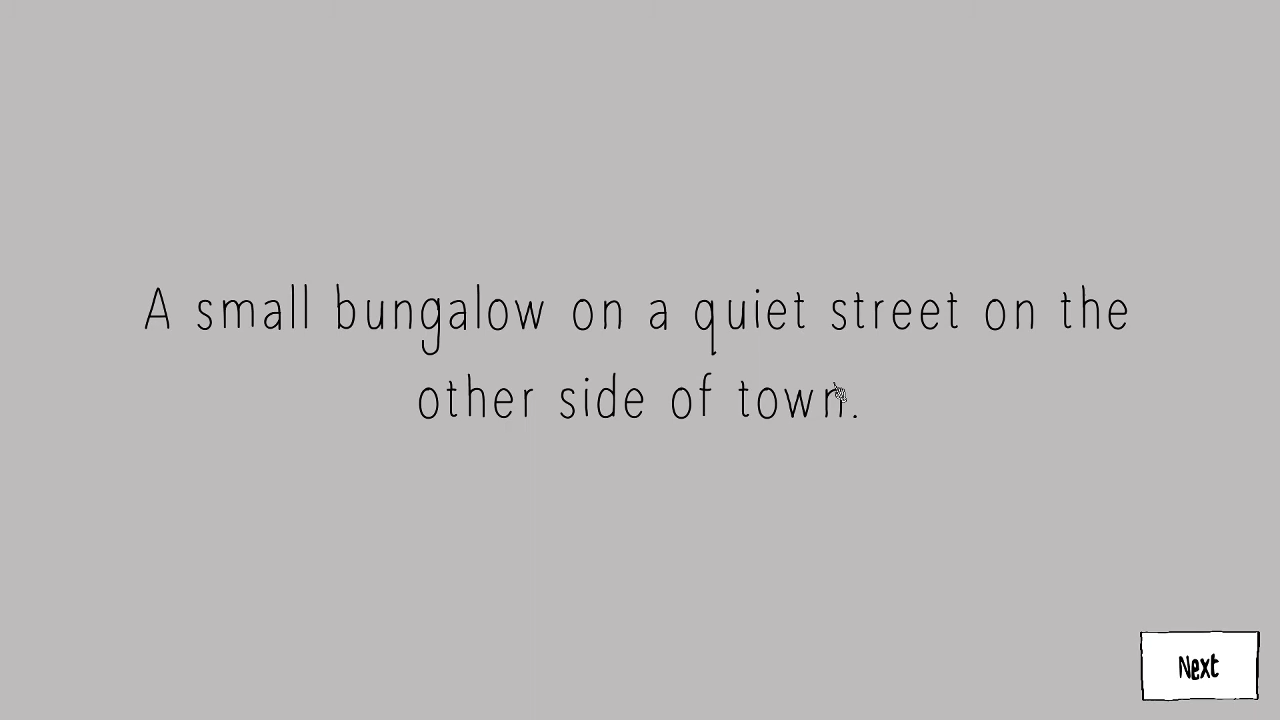 A small bungalow on a quiet street on the
other side of town.
Next